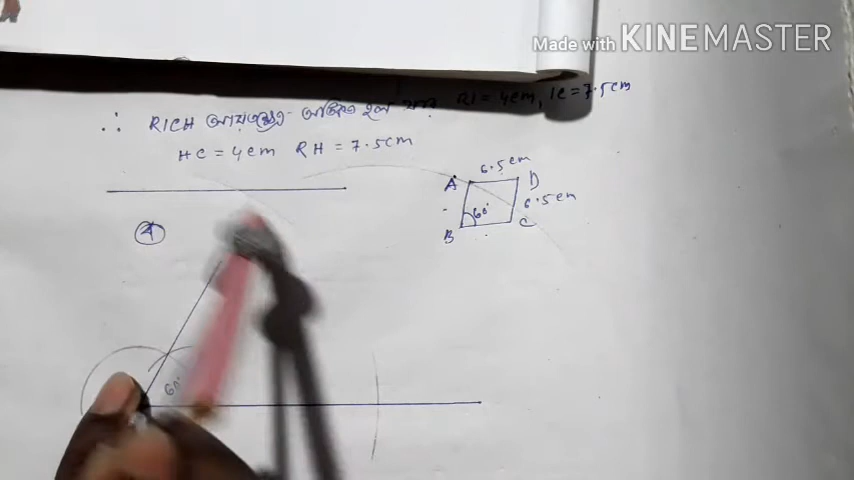 Made with KINEMASTER
∴ RICH আয়তক্ষেত্র অঙ্কিত হল যার RI = 4cm, IC = 7.5cm
HC = 4cm RH = 7.5cm
6.5cm
A D
6.5cm
60°
B C
60°